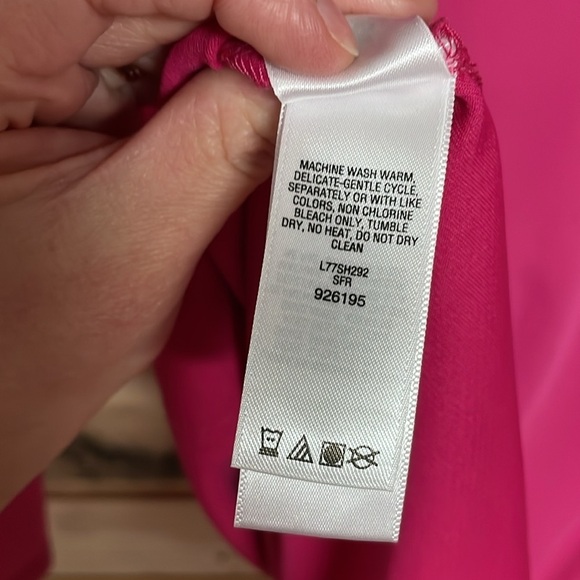 MACHINE WASH WARM,
DELICATE-GENTLE CYCLE,
SEPARATELY OR WITH LIKE
COLORS, NON CHLORINE
BLEACH ONLY, TUMBLE
DRY, NO HEAT, DO NOT DRY
CLEAN
L77SH292
SFR
926195